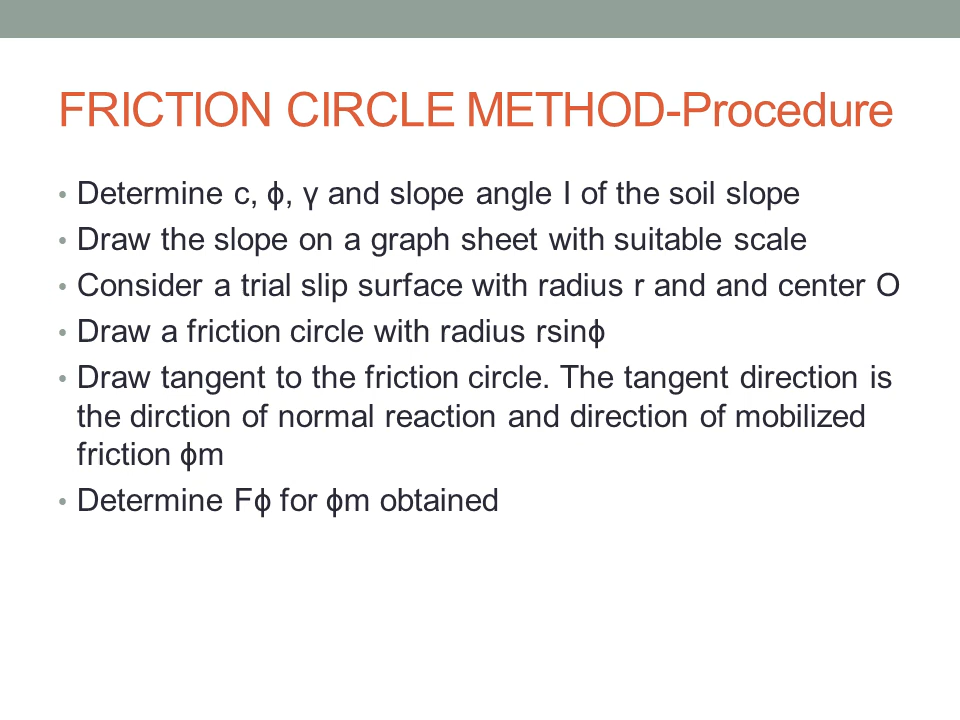 FRICTION CIRCLE METHOD-Procedure
• Determine c, ϕ, γ and slope angle I of the soil slope
• Draw the slope on a graph sheet with suitable scale
• Consider a trial slip surface with radius r and and center O
• Draw a friction circle with radius rsinϕ
• Draw tangent to the friction circle. The tangent direction is
the dirction of normal reaction and direction of mobilized
friction ϕm
• Determine Fϕ for ϕm obtained